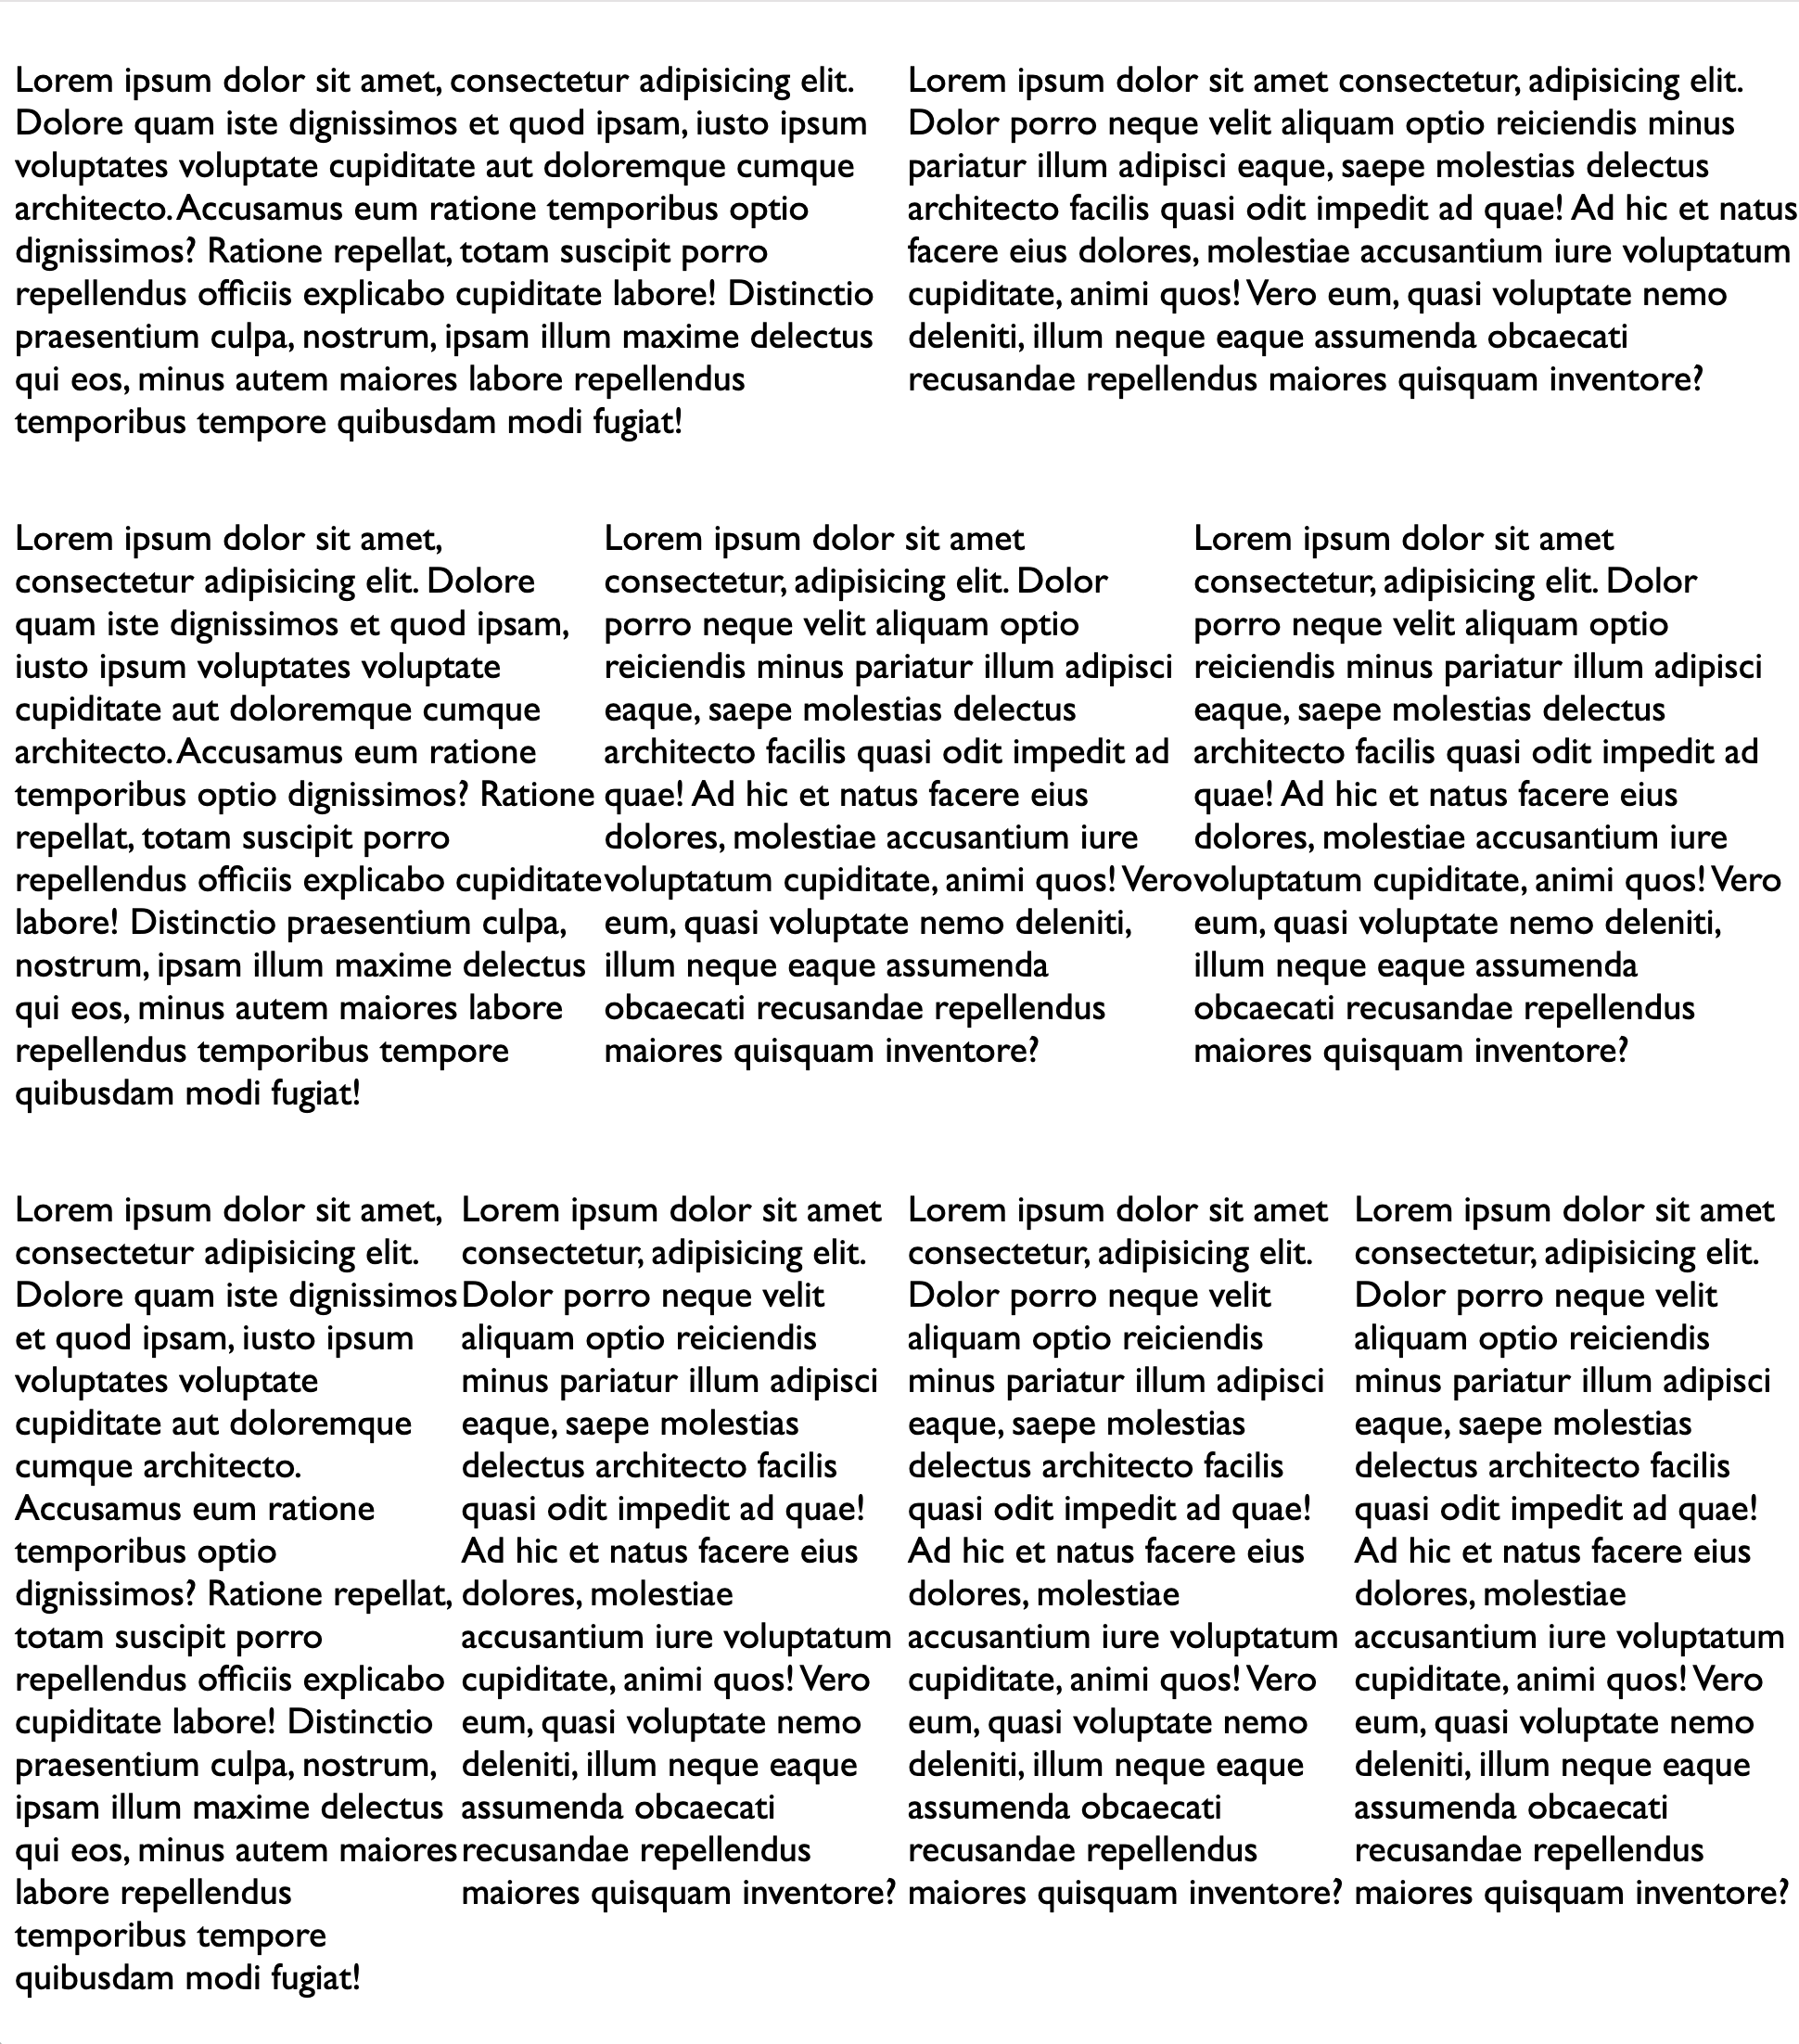 Lorem ipsum dolor sit amet, consectetur adipisicing elit.
Dolore quam iste dignissimos et quod ipsam, iusto ipsum
voluptates voluptate cupiditate aut doloremque cumque
architecto. Accusamus eum ratione temporibus optio
dignissimos? Ratione repellat, totam suscipit porro
repellendus officiis explicabo cupiditate labore! Distinctio
praesentium culpa, nostrum, ipsam illum maxime delectus
qui eos, minus autem maiores labore repellendus
temporibus tempore quibusdam modi fugiat!
Lorem ipsum dolor sit amet consectetur, adipisicing elit.
Dolor porro neque velit aliquam optio reiciendis minus
pariatur illum adipisci eaque, saepe molestias delectus
architecto facilis quasi odit impedit ad quae! Ad hic et natus
facere eius dolores, molestiae accusantium iure voluptatum
cupiditate, animi quos! Vero eum, quasi voluptate nemo
deleniti, illum neque eaque assumenda obcaecati
recusandae repellendus maiores quisquam inventore?
Lorem ipsum dolor sit amet,
consectetur adipisicing elit. Dolore
quam iste dignissimos et quod ipsam,
iusto ipsum voluptates voluptate
cupiditate aut doloremque cumque
architecto. Accusamus eum ratione
temporibus optio dignissimos? Ratione
repellat, totam suscipit porro
repellendus officiis explicabo cupiditate
labore! Distinctio praesentium culpa,
nostrum, ipsam illum maxime delectus
qui eos, minus autem maiores labore
repellendus temporibus tempore
quibusdam modi fugiat!
Lorem ipsum dolor sit amet
consectetur, adipisicing elit. Dolor
porro neque velit aliquam optio
reiciendis minus pariatur illum adipisci
eaque, saepe molestias delectus
architecto facilis quasi odit impedit ad
quae! Ad hic et natus facere eius
dolores, molestiae accusantium iure
voluptatum cupiditate, animi quos! Vero
eum, quasi voluptate nemo deleniti,
illum neque eaque assumenda
obcaecati recusandae repellendus
maiores quisquam inventore?
Lorem ipsum dolor sit amet
consectetur, adipisicing elit. Dolor
porro neque velit aliquam optio
reiciendis minus pariatur illum adipisci
eaque, saepe molestias delectus
architecto facilis quasi odit impedit ad
quae! Ad hic et natus facere eius
dolores, molestiae accusantium iure
voluptatum cupiditate, animi quos! Vero
eum, quasi voluptate nemo deleniti,
illum neque eaque assumenda
obcaecati recusandae repellendus
maiores quisquam inventore?
Lorem ipsum dolor sit amet,
consectetur adipisicing elit.
Dolore quam iste dignissimos
et quod ipsam, iusto ipsum
voluptates voluptate
cupiditate aut doloremque
cumque architecto.
Accusamus eum ratione
temporibus optio
dignissimos? Ratione repellat,
totam suscipit porro
repellendus officiis explicabo
cupiditate labore! Distinctio
praesentium culpa, nostrum,
ipsam illum maxime delectus
qui eos, minus autem maiores
labore repellendus
temporibus tempore
quibusdam modi fugiat!
Lorem ipsum dolor sit amet
consectetur, adipisicing elit.
Dolor porro neque velit
aliquam optio reiciendis
minus pariatur illum adipisci
eaque, saepe molestias
delectus architecto facilis
quasi odit impedit ad quae!
Ad hic et natus facere eius
dolores, molestiae
accusantium iure voluptatum
cupiditate, animi quos! Vero
eum, quasi voluptate nemo
deleniti, illum neque eaque
assumenda obcaecati
recusandae repellendus
maiores quisquam inventore?
Lorem ipsum dolor sit amet
consectetur, adipisicing elit.
Dolor porro neque velit
aliquam optio reiciendis
minus pariatur illum adipisci
eaque, saepe molestias
delectus architecto facilis
quasi odit impedit ad quae!
Ad hic et natus facere eius
dolores, molestiae
accusantium iure voluptatum
cupiditate, animi quos! Vero
eum, quasi voluptate nemo
deleniti, illum neque eaque
assumenda obcaecati
recusandae repellendus
maiores quisquam inventore?
Lorem ipsum dolor sit amet
consectetur, adipisicing elit.
Dolor porro neque velit
aliquam optio reiciendis
minus pariatur illum adipisci
eaque, saepe molestias
delectus architecto facilis
quasi odit impedit ad quae!
Ad hic et natus facere eius
dolores, molestiae
accusantium iure voluptatum
cupiditate, animi quos! Vero
eum, quasi voluptate nemo
deleniti, illum neque eaque
assumenda obcaecati
recusandae repellendus
maiores quisquam inventore?